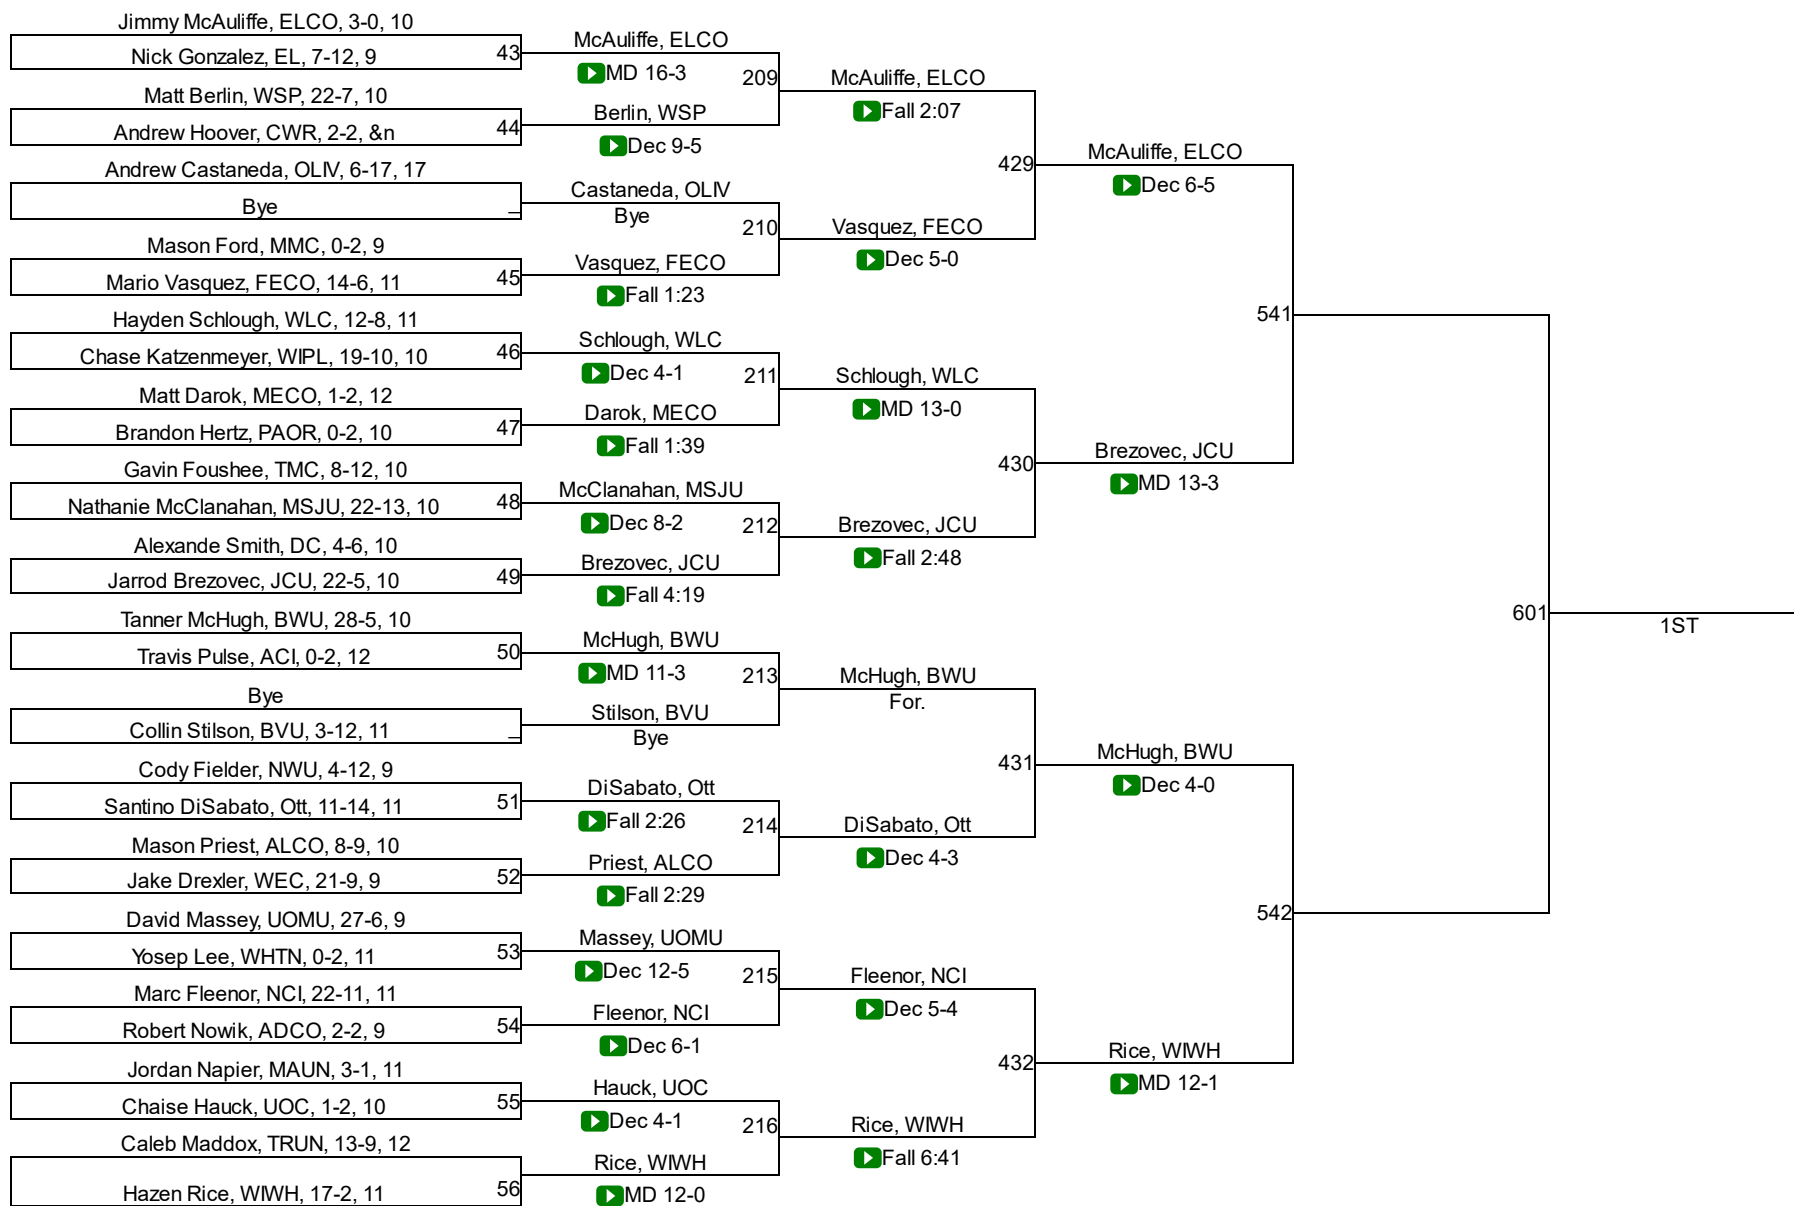 Jimmy McAuliffe, ELCO, 3-0, 10
Nick Gonzalez, EL, 7-12, 9
43
Matt Berlin, WSP, 22-7, 10
Andrew Hoover, CWR, 2-2, &n
44
Andrew Castaneda, OLIV, 6-17, 17
Bye
_
Mason Ford, MMC, 0-2, 9
Mario Vasquez, FECO, 14-6, 11
45
Hayden Schlough, WLC, 12-8, 11
Chase Katzenmeyer, WIPL, 19-10, 10
46
Matt Darok, MECO, 1-2, 12
Brandon Hertz, PAOR, 0-2, 10
47
Gavin Foushee, TMC, 8-12, 10
Nathanie McClanahan, MSJU, 22-13, 10
48
Alexande Smith, DC, 4-6, 10
Jarrod Brezovec, JCU, 22-5, 10
49
Tanner McHugh, BWU, 28-5, 10
Travis Pulse, ACI, 0-2, 12
50
Bye
Collin Stilson, BVU, 3-12, 11
_
Cody Fielder, NWU, 4-12, 9
Santino DiSabato, Ott, 11-14, 11
51
Mason Priest, ALCO, 8-9, 10
Jake Drexler, WEC, 21-9, 9
52
David Massey, UOMU, 27-6, 9
Yosep Lee, WHTN, 0-2, 11
53
Marc Fleenor, NCI, 22-11, 11
Robert Nowik, ADCO, 2-2, 9
54
Jordan Napier, MAUN, 3-1, 11
Chaise Hauck, UOC, 1-2, 10
55
Caleb Maddox, TRUN, 13-9, 12
Hazen Rice, WIWH, 17-2, 11
56
McAuliffe, ELCO
MD 16-3
209
Berlin, WSP
Dec 9-5
Castaneda, OLIV
Bye
210
Vasquez, FECO
Fall 1:23
Schlough, WLC
Dec 4-1
211
Darok, MECO
Fall 1:39
McClanahan, MSJU
Dec 8-2
212
Brezovec, JCU
Fall 4:19
McHugh, BWU
MD 11-3
213
Stilson, BVU
Bye
DiSabato, Ott
Fall 2:26
214
Priest, ALCO
Fall 2:29
Massey, UOMU
Dec 12-5
215
Fleenor, NCI
Dec 6-1
Hauck, UOC
Dec 4-1
216
Rice, WIWH
MD 12-0
McAuliffe, ELCO
Fall 2:07
429
Vasquez, FECO
Dec 5-0
Schlough, WLC
MD 13-0
430
Brezovec, JCU
Fall 2:48
McHugh, BWU
For.
431
DiSabato, Ott
Dec 4-3
Fleenor, NCI
Dec 5-4
432
Rice, WIWH
Fall 6:41
McAuliffe, ELCO
Dec 6-5
541
Brezovec, JCU
MD 13-3
McHugh, BWU
Dec 4-0
542
Rice, WIWH
MD 12-1
601
1ST